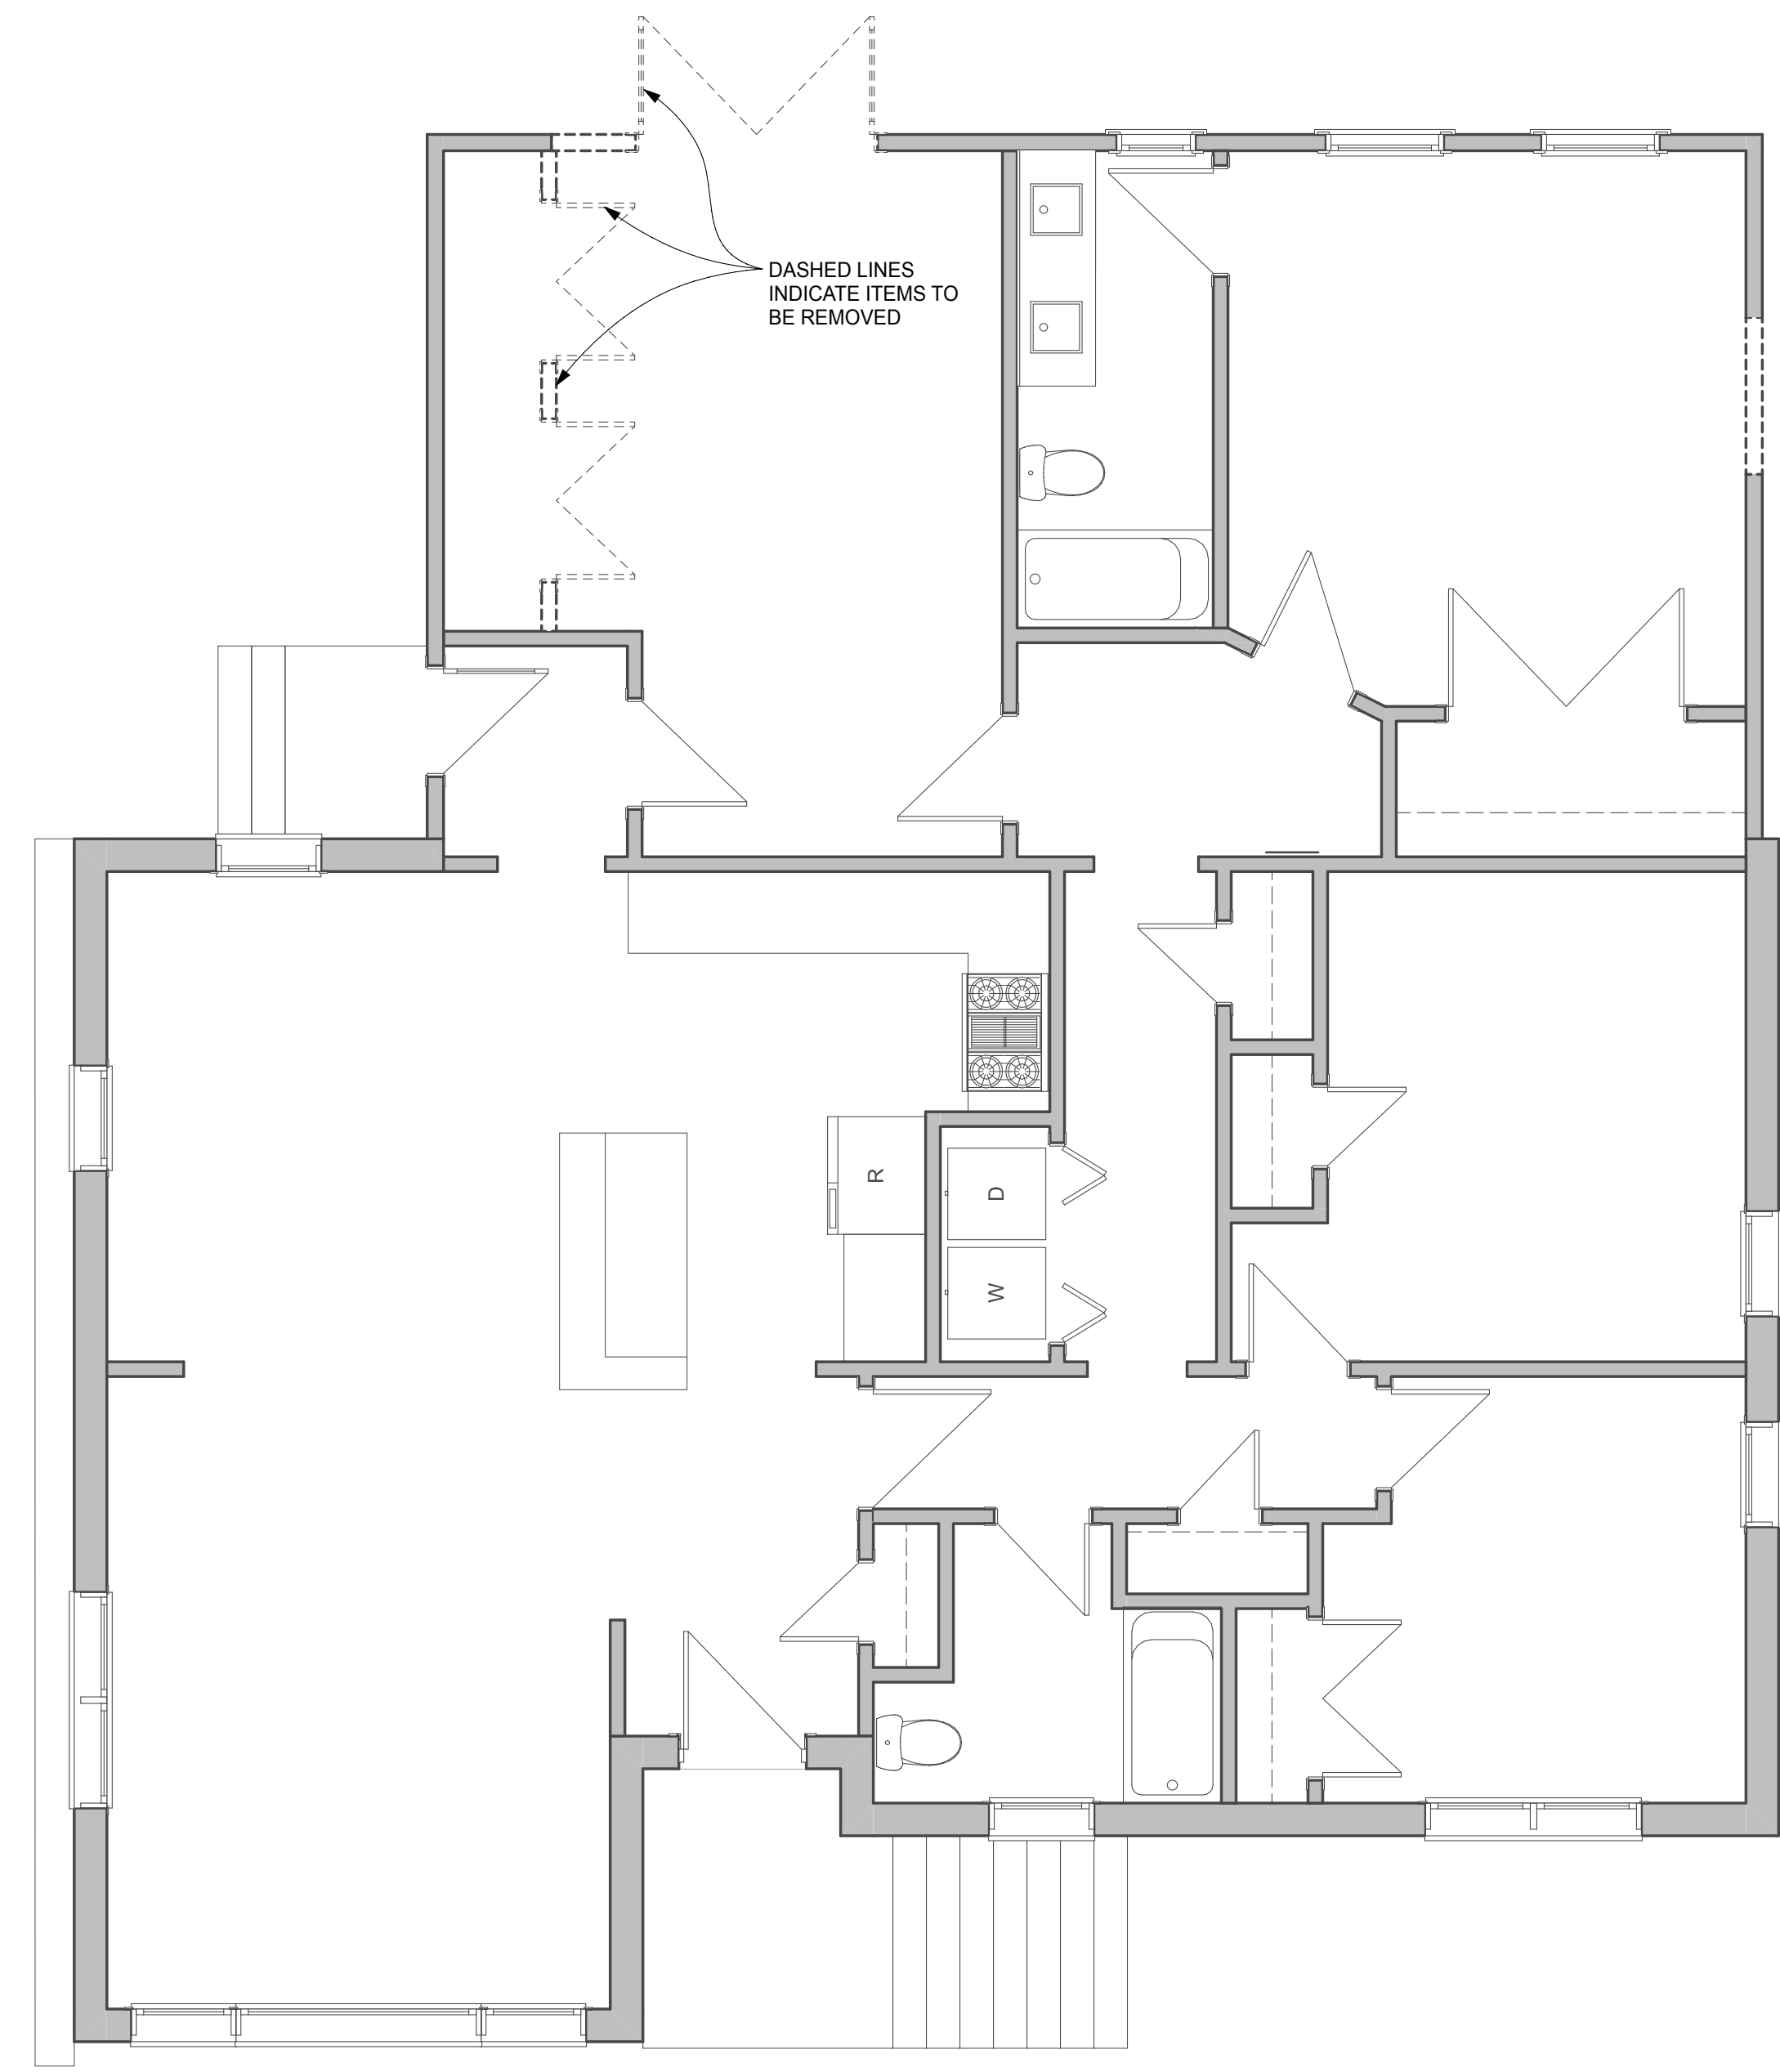 DASHED LINES
INDICATE ITEMS TO
BE REMOVED
R
D
W